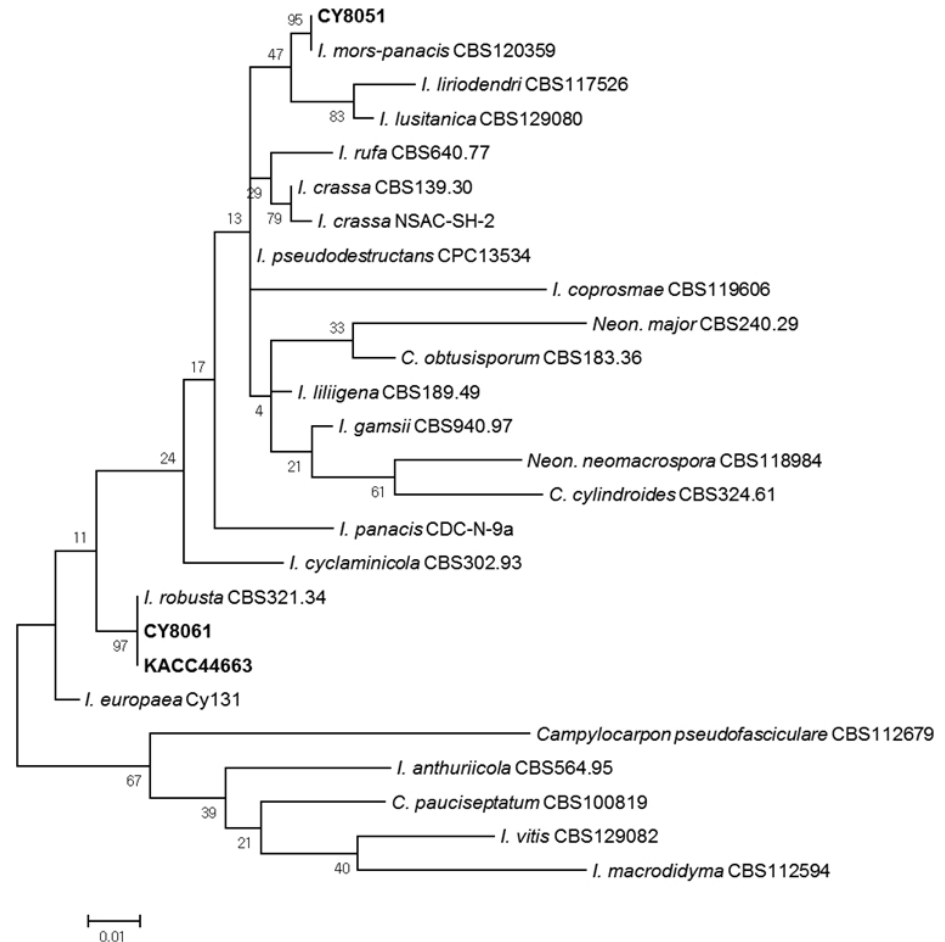 95 CY8051
I. mors-panacis CBS120359
47
I. liriodendri CBS117526
83 I. lusitanica CBS129080
I. rufa CBS640.77
29 I. crassa CBS139.30
79 I. crassa NSAC-SH-2
13
I. pseudodestructans CPC13534
I. coprosmae CBS119606
33 Neon. major CBS240.29
C. obtusisporum CBS183.36
17
I. liliigena CBS189.49
4
I. gamsii CBS940.97
24 21 Neon. neomacrospora CBS118984
61 C. cylindroides CBS324.61
I. panacis CDC-N-9a
11
I. cyclaminicola CBS302.93
I. robusta CBS321.34
CY8061
97
KACC44663
I. europaea Cy131
Campylocarpon pseudofasciculare CBS112679
67
I. anthuriicola CBS564.95
39 C. pauciseptatum CBS100819
21 I. vitis CBS129082
40 I. macrodidyma CBS112594
0.01